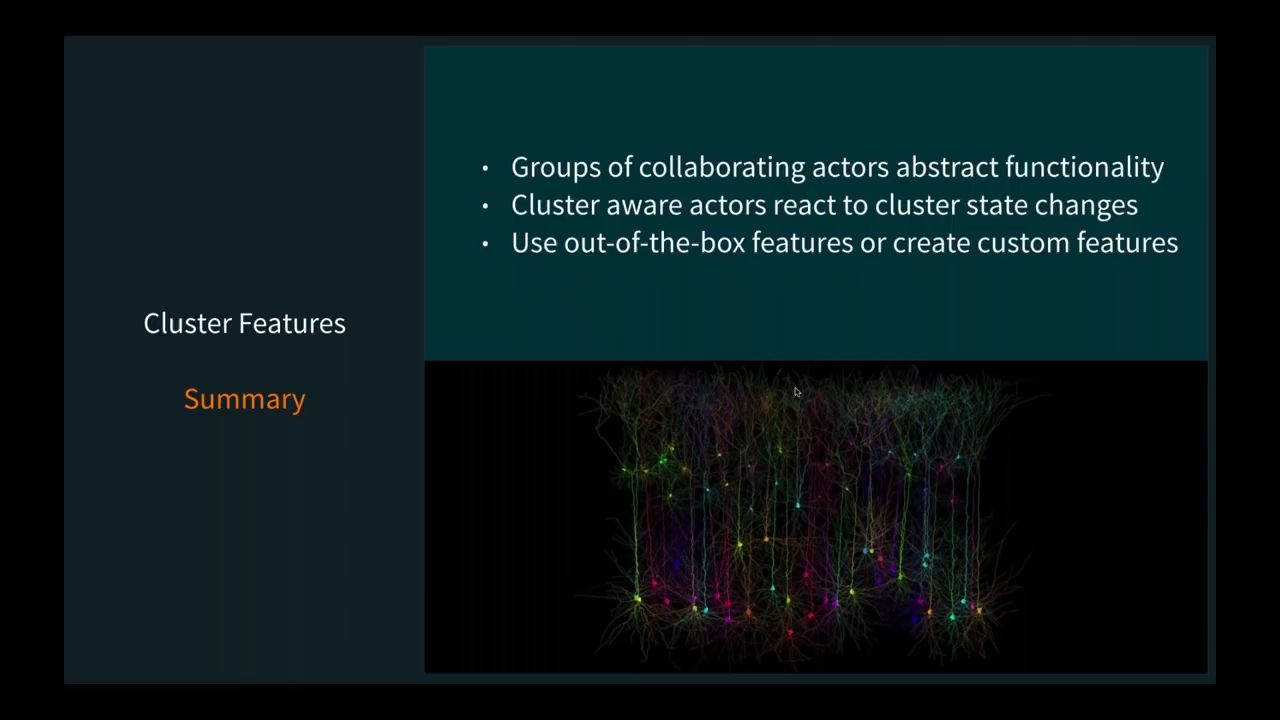 Cluster Features
Summary
• Groups of collaborating actors abstract functionality
• Cluster aware actors react to cluster state changes
• Use out-of-the-box features or create custom features